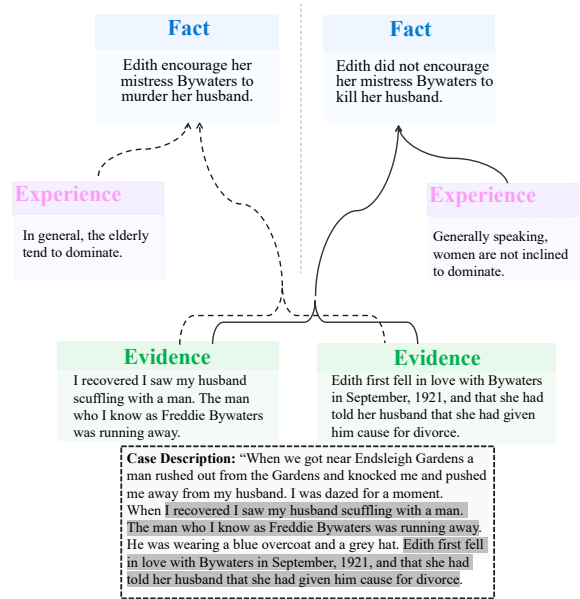 Fact
Edith encourage her
mistress Bywaters to
murder her husband.
Fact
Edith did not encourage
her mistress Bywaters to
kill her husband.
Experience
In general, the elderly
tend to dominate.
Experience
Generally speaking,
women are not inclined
to dominate.
Evidence
I recovered I saw my husband
scuffling with a man. The man
who I know as Freddie Bywaters
was running away.
Evidence
Edith first fell in love with Bywaters
in September, 1921, and that she had
told her husband that she had given
him cause for divorce.
Case Description: “When we got near Endsleigh Gardens a
man rushed out from the Gardens and knocked me and pushed
me away from my husband. I was dazed for a moment.
When I recovered I saw my husband scuffling with a man.
The man who I know as Freddie Bywaters was running away.
He was wearing a blue overcoat and a grey hat. Edith first fell
in love with Bywaters in September, 1921, and that she had
told her husband that she had given him cause for divorce.